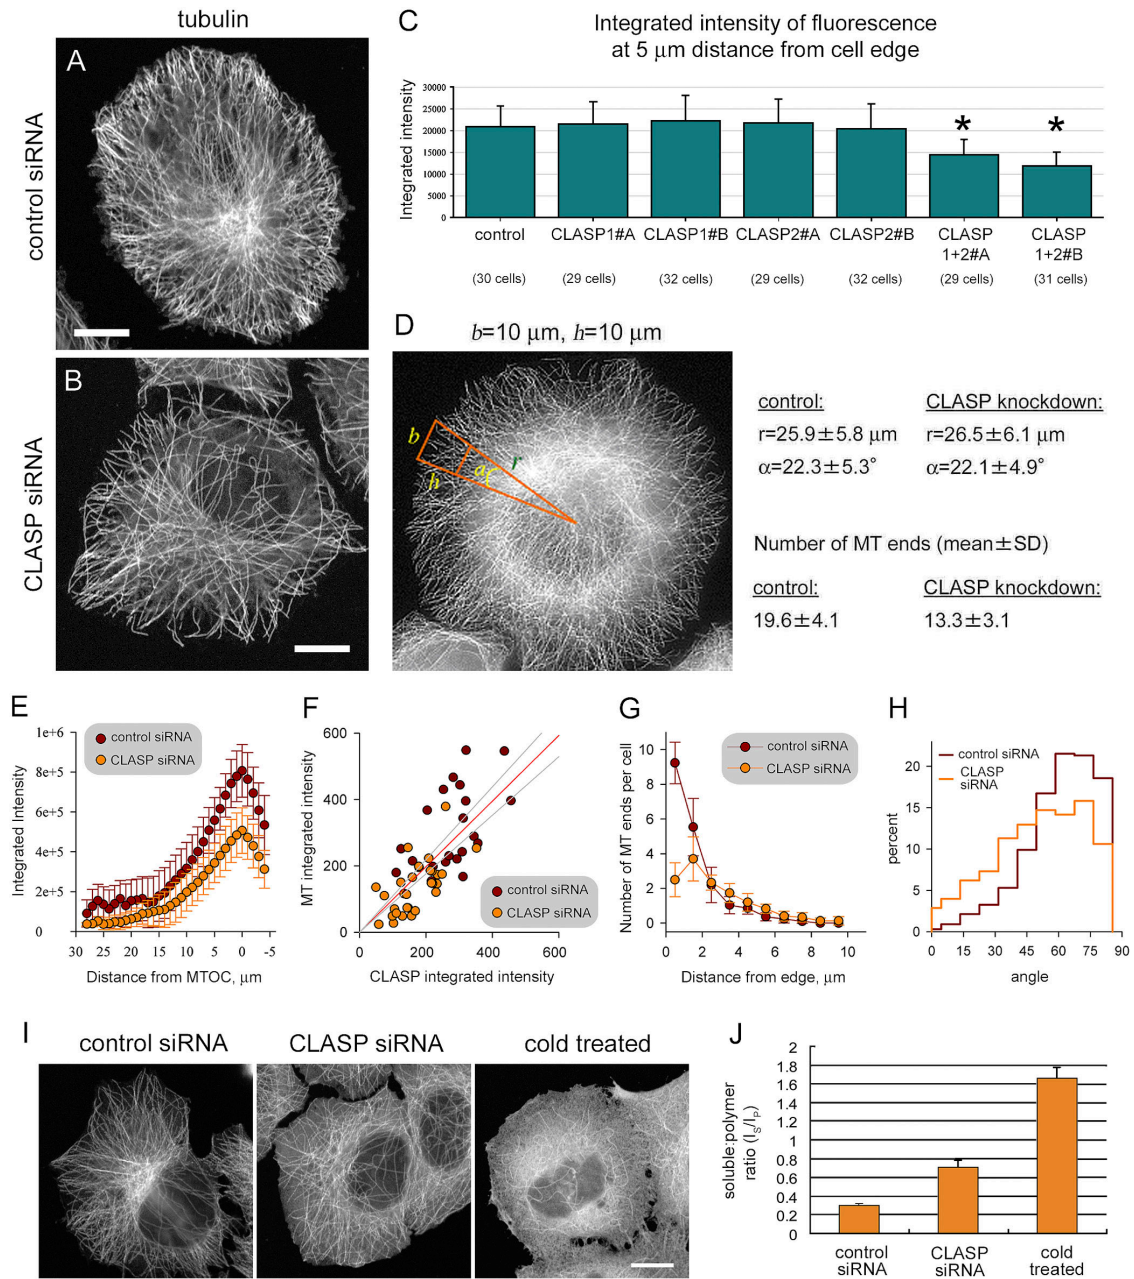 tubulin
control siRNA
CLASP siRNA
A
B
C
Integrated intensity of fluorescence
at 5 μm distance from cell edge
Integrated intensity
30000
25000
20000
15000
10000
5000
0
*
*
control
CLASP1#A
CLASP1#B
CLASP2#A
CLASP2#B
CLASP
1+2#A
CLASP
1+2#B
(30 cells)
(29 cells)
(32 cells)
(29 cells)
(32 cells)
(29 cells)
(31 cells)
D
b=10 μm, h=10 μm
b
h
a
r
control:
r=25.9±5.8 μm
α=22.3±5.3°
CLASP knockdown:
r=26.5±6.1 μm
α=22.1±4.9°
Number of MT ends (mean±SD)
control:
19.6±4.1
CLASP knockdown:
13.3±3.1
E
control siRNA
CLASP siRNA
Integrated Intensity
1e+6
8e+5
6e+5
4e+5
2e+5
0
30 25 20 15 10 5 0 -5
Distance from MTOC, μm
F
MT integrated intensity
600
400
200
0
control siRNA
CLASP siRNA
0 200 400 600
CLASP integrated intensity
G
control siRNA
CLASP siRNA
Number of MT ends per cell
10
8
6
4
2
0
0 2 4 6 8 10
Distance from edge, μm
H
control siRNA
CLASP
siRNA
percent
20
15
10
5
0
0 15 30 45 60 75 90
angle
I
control siRNA
CLASP siRNA
cold treated
J
soluble:polymer
ratio (I_S/I_P)
2
1.8
1.6
1.4
1.2
1
0.8
0.6
0.4
0.2
control
siRNA
CLASP
siRNA
cold
treated